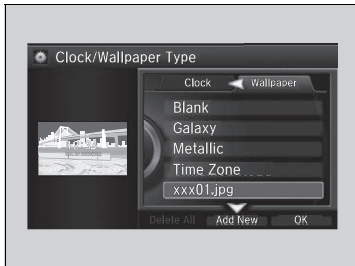 Clock/Wallpaper Type
Clock Wallpaper
Blank
Galaxy
Metallic
Time Zone
xxx01.jpg
Delete All Add New OK